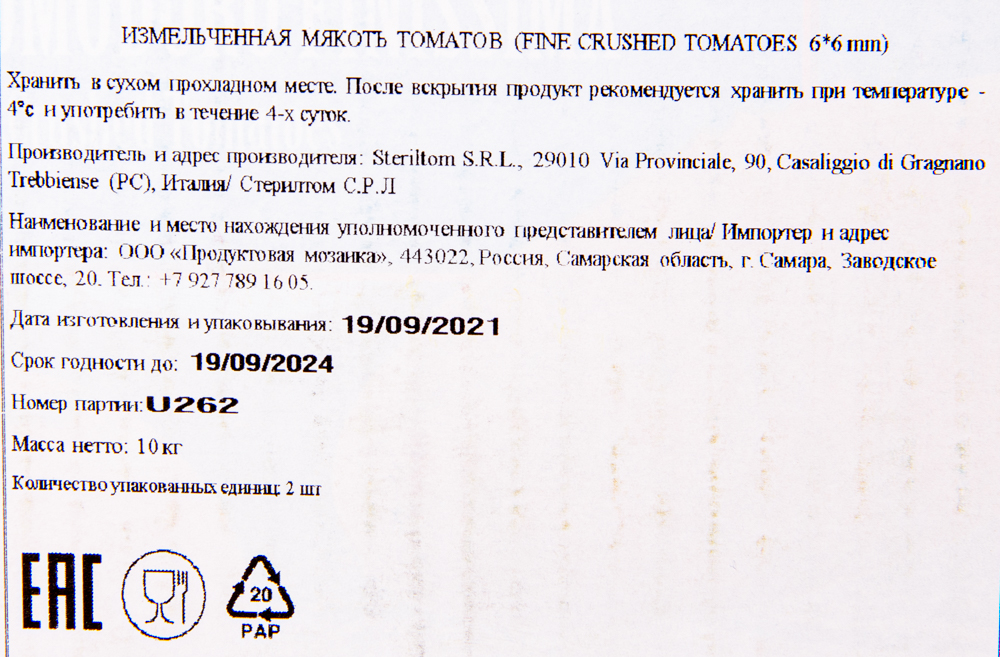 ИЗМЕЛЬЧЕННАЯ МЯКОТЬ ТОМАТОВ (FINE CRUSHED TOMATOES 6*6 mm)
Хранить в сухом прохладном месте. После вскрытия продукт рекомендуется хранить при температуре -
4°с и употребить в течение 4-х суток.
Производитель и адрес производителя: Steriltom S.R.L., 29010 Via Provinciale, 90, Casaliggio di Gragnano
Trebbiense (PC), Италия/ Стерилтом С.Р.Л
Наименование и место нахождения уполномоченного представителем лица/ Импортер и адрес
импортера: ООО «Продуктовая мозаика», 443022, Россия, Самарская область, г. Самара, Заводское
шоссе, 20. Тел.: +7 927 789 16 05.
Дата изготовления и упаковывания: 19/09/2021
Срок годности до: 19/09/2024
Номер партии: U262
Масса нетто: 10 кг
Количество упакованных единиц: 2 шт
EAC
20
PAP